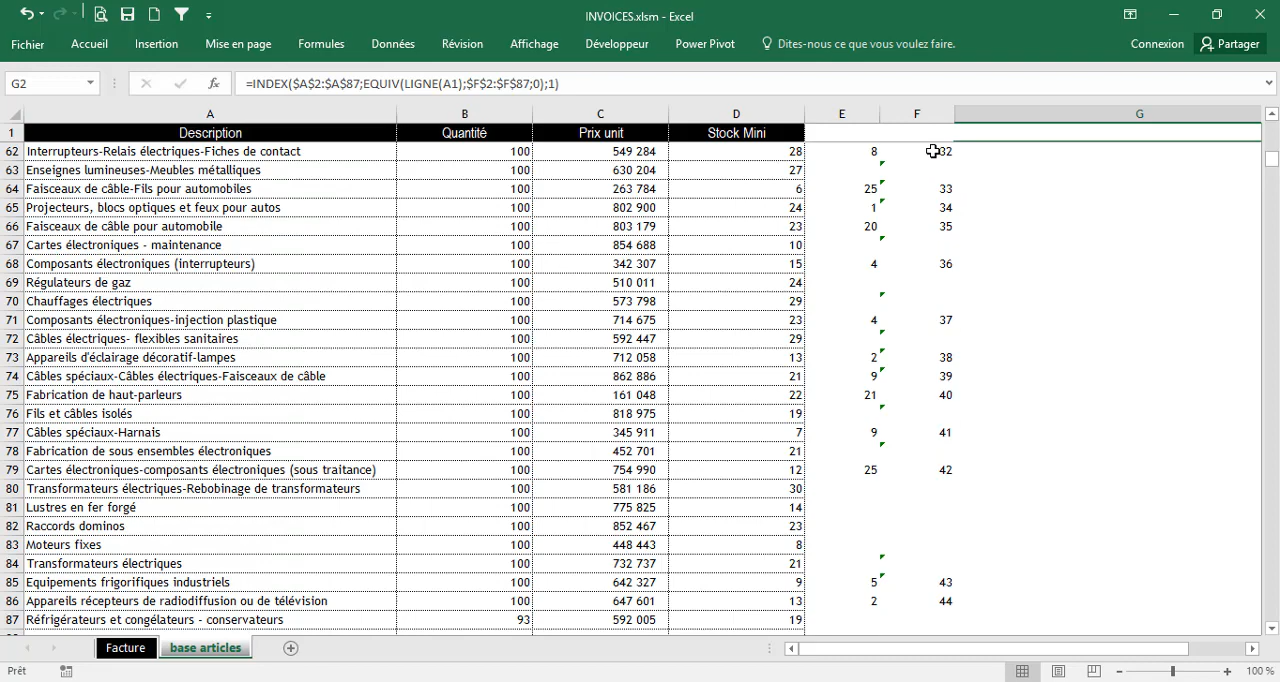 INVOICES.xlsm - Excel
Fichier Accueil Insertion Mise en page Formules Données Révision Affichage Développeur Power Pivot Dites-nous ce que vous voulez faire. Connexion Partager
G2 fx =INDEX($A$2:$A$87;EQUIV(LIGNE(A1);$F$2:$F$87;0);1)
A B C D E F G
1 Description Quantité Prix unit Stock Mini
62 Interrupteurs-Relais électriques-Fiches de contact 100 549 284 28 8 32
63 Enseignes lumineuses-Meubles métalliques 100 630 204 27
64 Faisceaux de câble-Fils pour automobiles 100 263 784 6 25 33
65 Projecteurs, blocs optiques et feux pour autos 100 802 900 24 1 34
66 Faisceaux de câble pour automobile 100 803 179 23 20 35
67 Cartes électroniques - maintenance 100 854 688 10
68 Composants électroniques (interrupteurs) 100 342 307 15 4 36
69 Régulateurs de gaz 100 510 011 24
70 Chauffages électriques 100 573 798 29
71 Composants électroniques-injection plastique 100 714 675 23 4 37
72 Câbles électriques- flexibles sanitaires 100 592 447 29
73 Appareils d'éclairage décoratif-lampes 100 712 058 13 2 38
74 Câbles spéciaux-Câbles électriques-Faisceaux de câble 100 862 886 21 9 39
75 Fabrication de haut-parleurs 100 161 048 22 21 40
76 Fils et câbles isolés 100 818 975 19
77 Câbles spéciaux-Harnais 100 345 911 7 9 41
78 Fabrication de sous ensembles électroniques 100 452 701 21
79 Cartes électroniques-composants électroniques (sous traitance) 100 754 990 12 25 42
80 Transformateurs électriques-Rebobinage de transformateurs 100 581 186 30
81 Lustres en fer forgé 100 775 825 14
82 Raccords dominos 100 852 467 23
83 Moteurs fixes 100 448 443 8
84 Transformateurs électriques 100 732 737 21
85 Equipements frigorifiques industriels 100 642 327 9 5 43
86 Appareils récepteurs de radiodiffusion ou de télévision 100 647 601 13 2 44
87 Réfrigérateurs et congélateurs - conservateurs 93 592 005 19
Facture base articles
Prêt 100 %